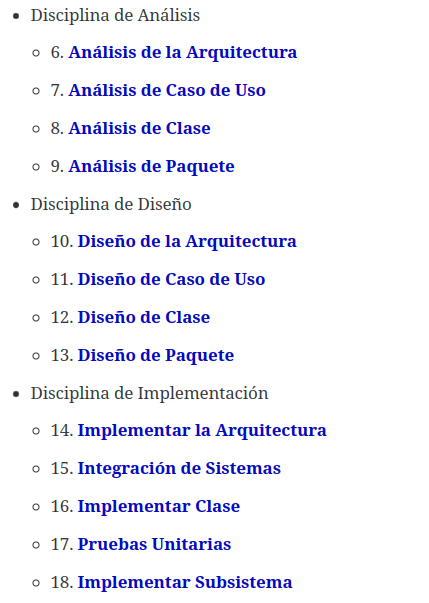 Disciplina de Análisis
6. Análisis de la Arquitectura
7. Análisis de Caso de Uso
8. Análisis de Clase
9. Análisis de Paquete
Disciplina de Diseño
10. Diseño de la Arquitectura
11. Diseño de Caso de Uso
12. Diseño de Clase
13. Diseño de Paquete
Disciplina de Implementación
14. Implementar la Arquitectura
15. Integración de Sistemas
16. Implementar Clase
17. Pruebas Unitarias
18. Implementar Subsistema